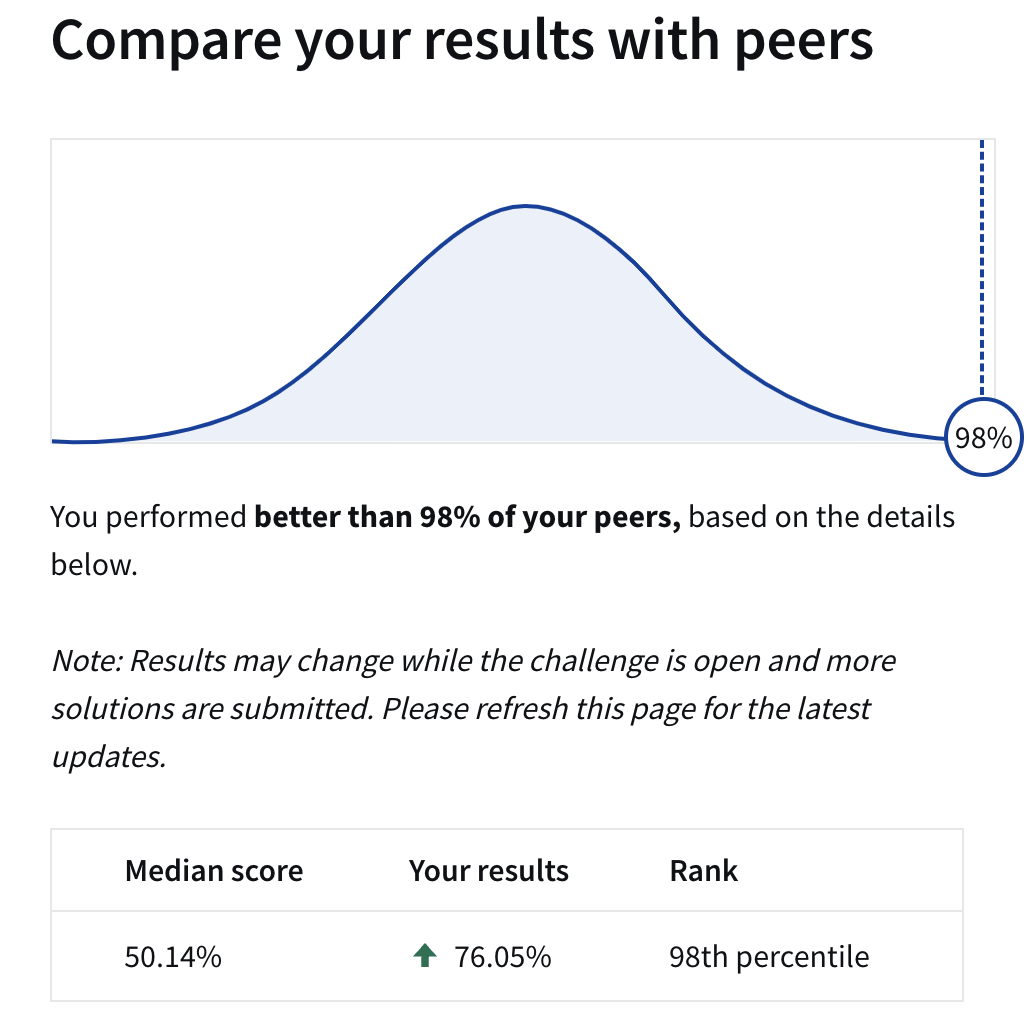 Compare your results with peers
98%
You performed better than 98% of your peers, based on the details
below.
Note: Results may change while the challenge is open and more
solutions are submitted. Please refresh this page for the latest
updates.
Median score Your results Rank
50.14% 76.05% 98th percentile